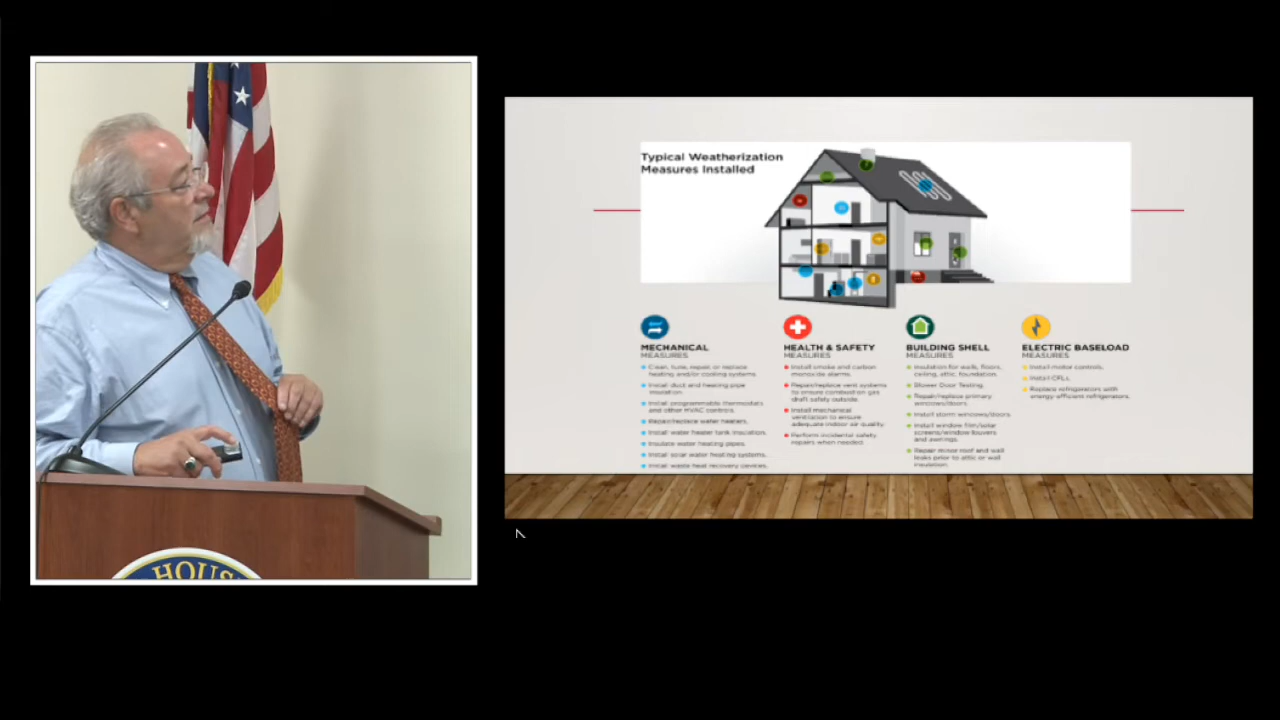 HOUS
Typical Weatherization
Measures Installed
MECHANICAL
MEASURES
Clean, tune, repair, or replace
heating and/or cooling systems.
Install duct and heating pipe
insulation.
Install programmable thermostats
and other HVAC controls.
Repair/replace water heaters.
Install water heater tank insulation.
Insulate water heating pipes.
Install solar water heating systems.
Install waste heat recovery devices.
HEALTH & SAFETY
MEASURES
Install smoke and carbon
monoxide alarms.
Repair/replace vent systems
to ensure combustion gas
draft safely outside.
Install mechanical
ventilation to ensure
adequate indoor air quality.
Perform incidental safety
repairs when needed.
BUILDING SHELL
MEASURES
Insulation for walls, floors,
ceiling, attic, foundation.
Blower Door Testing.
Repair/replace primary
windows/doors.
Install storm windows/doors.
Install window film/solar
screens/window louvers
and awnings.
Repair minor roof and wall
leaks prior to attic or wall
insulation.
ELECTRIC BASELOAD
MEASURES
Install motor controls.
Install CFLL
Replace refrigerators with
energy-efficient refrigerators.